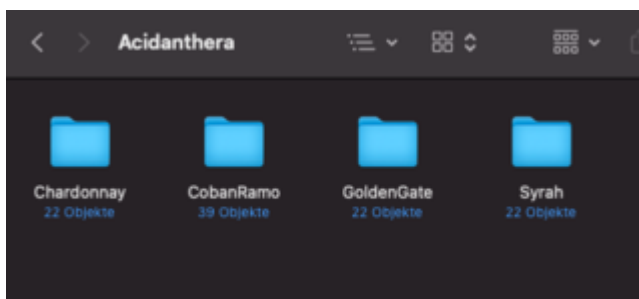 Acidanthera
Chardonnay CobanRamo GoldenGate Syrah
22 Objekte 39 Objekte 22 Objekte 22 Objekte